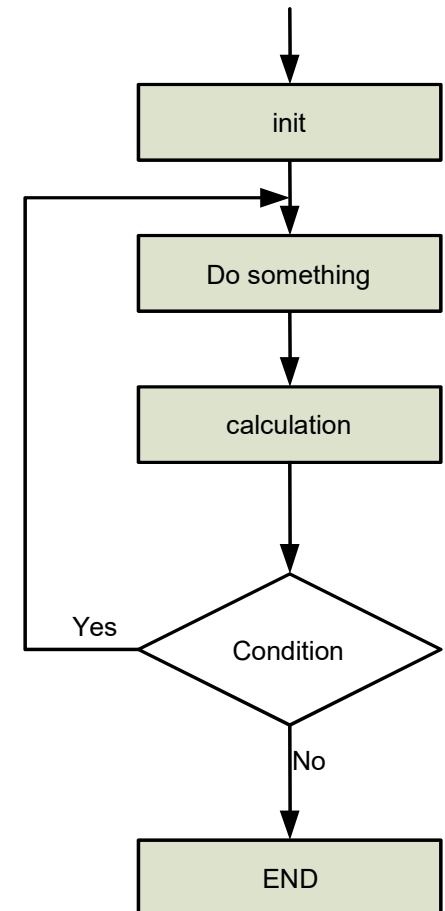 init
Do something
calculation
Yes
Condition
No
END